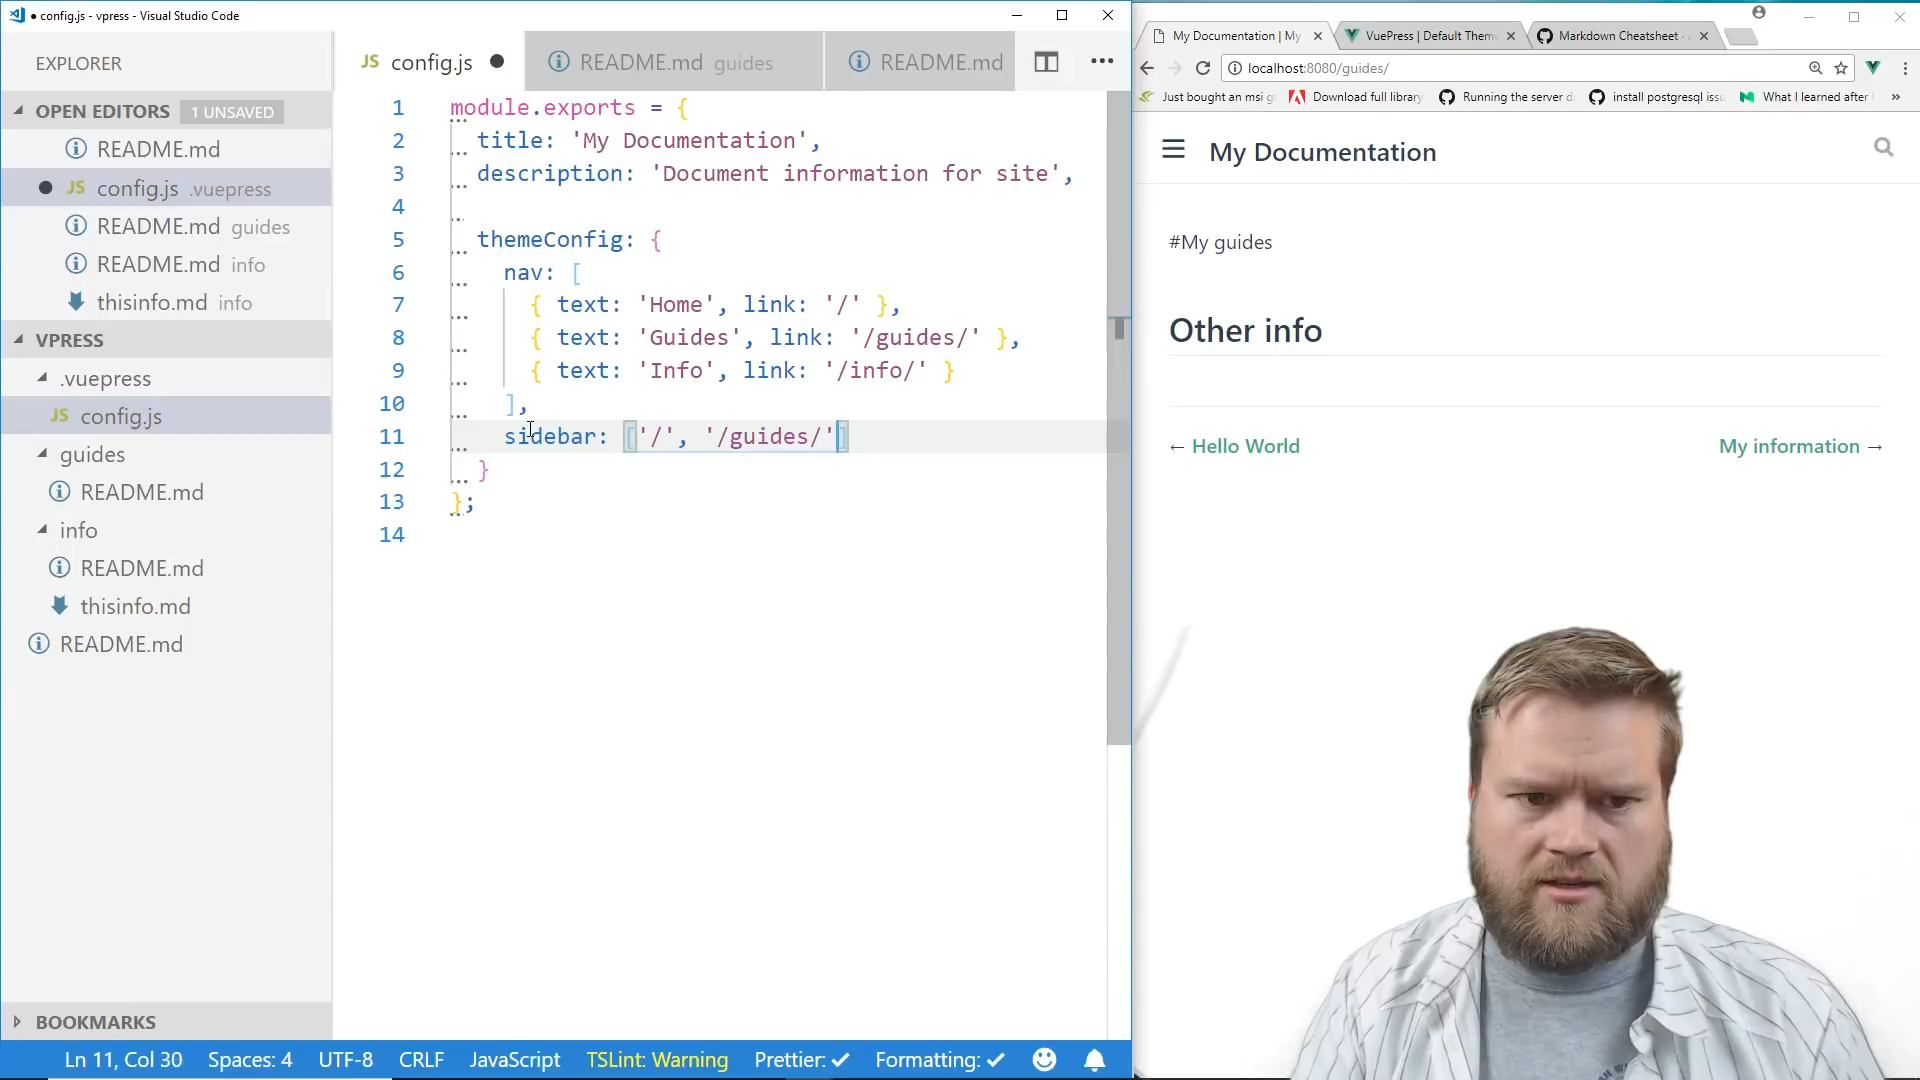 config.js - vpress - Visual Studio Code
EXPLORER
OPEN EDITORS 1 UNSAVED
README.md
config.js .vuepress
README.md guides
README.md info
thisinfo.md info
VPRESS
.vuepress
JS config.js
guides
README.md
info
README.md
thisinfo.md
README.md
BOOKMARKS
JS config.js
README.md guides
README.md
1 module.exports = {
2 title: 'My Documentation',
3 description: 'Document information for site',
4
5 themeConfig: {
6 nav: [
7 { text: 'Home', link: '/' },
8 { text: 'Guides', link: '/guides/' },
9 { text: 'Info', link: '/info/' }
10 ],
11 sidebar: ['/', '/guides/']
12 }
13 };
14
Ln 11, Col 30 Spaces: 4 UTF-8 CRLF JavaScript TSLint: Warning Prettier: ✓ Formatting: ✓
My Documentation | My
VuePress | Default Them
Markdown Cheatsheet ·
localhost:8080/guides/
Just bought an msi g
Download full library
Running the server d
install postgresql iss
What I learned after
»
My Documentation
#My guides
Other info
← Hello World
My information →